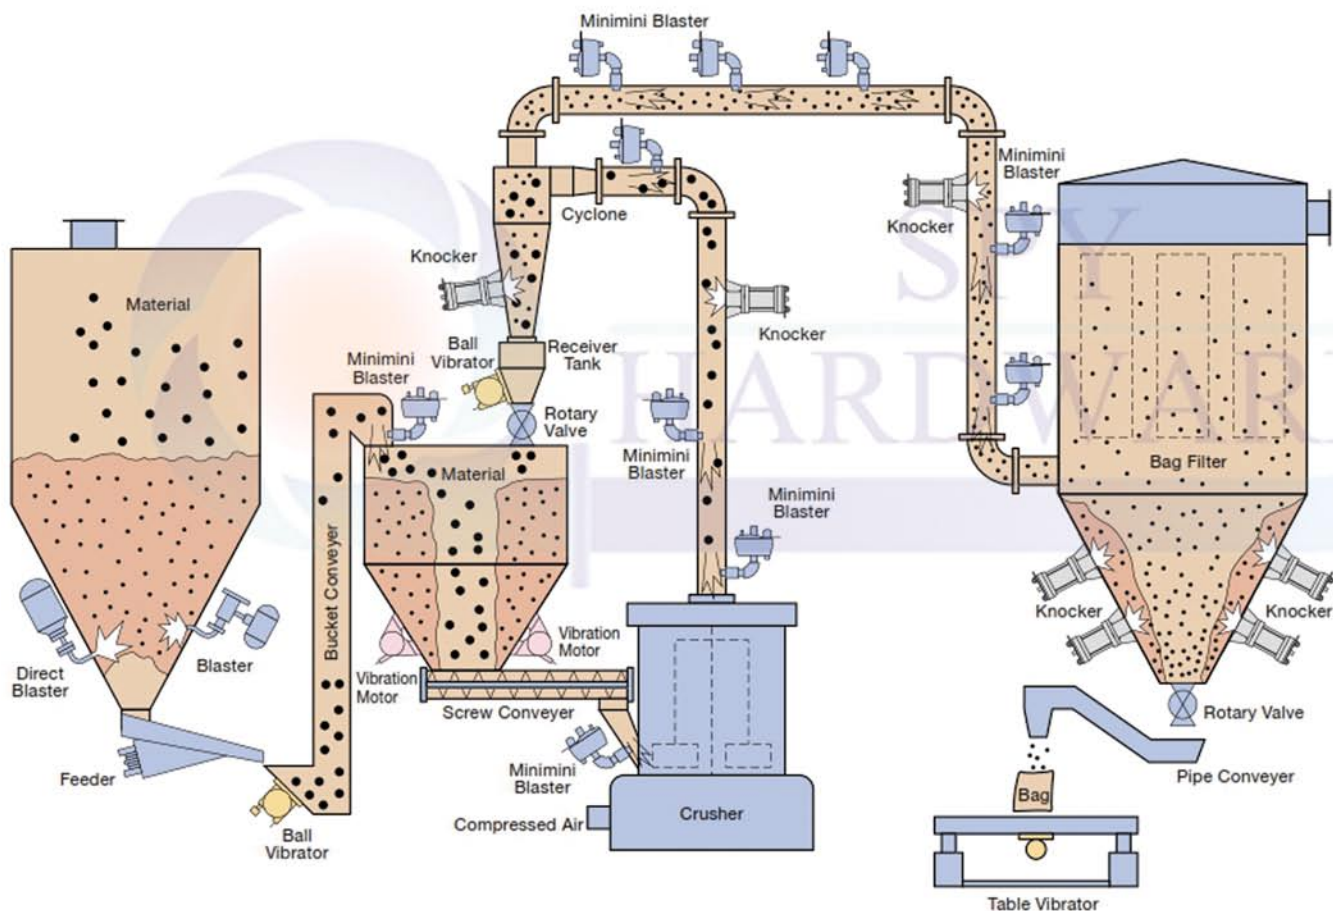 Minimini Blaster
Minimini
Blaster
Cyclone
Knocker
Knocker
Material
Knocker
Ball
Vibrator
Receiver
Tank
Minimini
Blaster
Rotary
Valve
Material
Minimini
Blaster
Bag Filter
Minimini
Blaster
Bucket Conveyer
Knocker
Knocker
Direct
Blaster
Blaster
Vibration
Motor
Vibration
Motor
Screw Conveyer
Rotary Valve
Feeder
Minimini
Blaster
Pipe Conveyer
Bag
Compressed Air
Crusher
Ball
Vibrator
Table Vibrator
SPY
HARDWAR